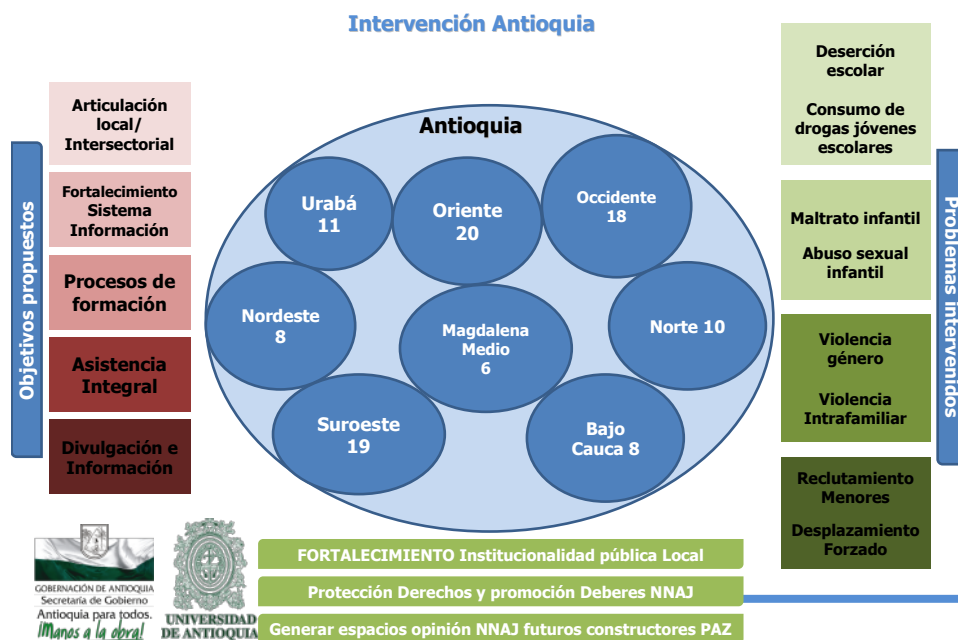 Intervención Antioquia
Objetivos propuestos
Articulación
local/
Intersectorial
Fortalecimiento
Sistema
Información
Procesos de
formación
Asistencia
Integral
Divulgación e
Información
Antioquia
Urabá
11
Oriente
20
Occidente
18
Nordeste
8
Magdalena
Medio
6
Norte 10
Suroeste
19
Bajo
Cauca 8
Deserción
escolar
Consumo de
drogas jóvenes
escolares
Maltrato infantil
Abuso sexual
infantil
Violencia
género
Violencia
Intrafamiliar
Reclutamiento
Menores
Desplazamiento
Forzado
Problemas intervenidos
GOBERNACIÓN DE ANTIOQUIA
Secretaría de Gobierno
Antioquia para todos.
¡Manos a la obra!
UNIVERSIDAD
DE ANTIOQUIA
FORTALECIMIENTO Institucionalidad pública Local
Protección Derechos y promoción Deberes NNAJ
Generar espacios opinión NNAJ futuros constructores PAZ